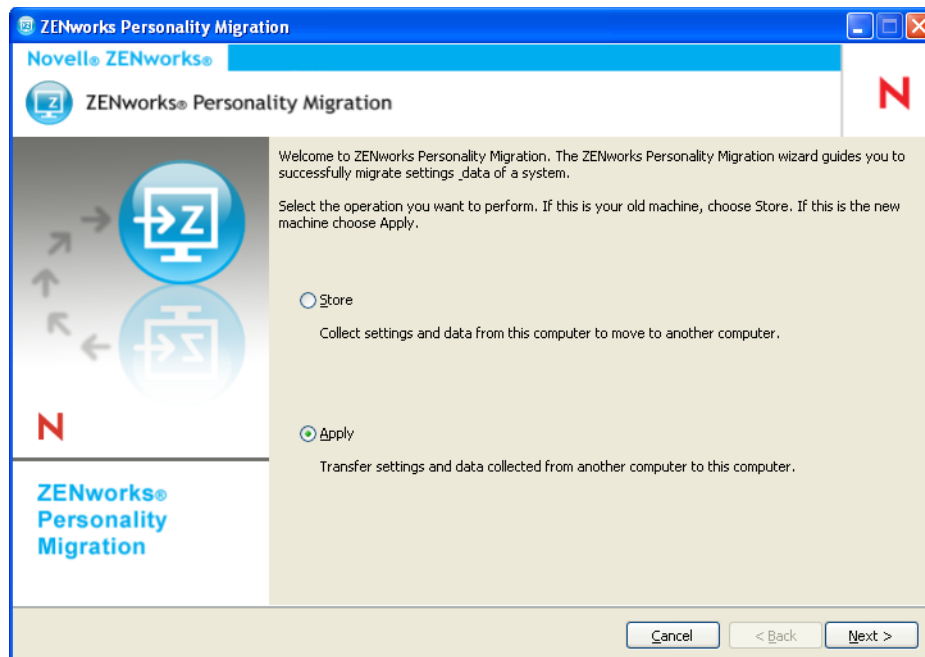 ZENworks Personality Migration
Novell® ZENworks®
ZENworks® Personality Migration
N
Welcome to ZENworks Personality Migration. The ZENworks Personality Migration wizard guides you to
successfully migrate settings _data of a system.
Select the operation you want to perform. If this is your old machine, choose Store. If this is the new
machine choose Apply.
Z
Store
Collect settings and data from this computer to move to another computer.
N
Apply
Transfer settings and data collected from another computer to this computer.
ZENworks®
Personality
Migration
Cancel
< Back
Next >